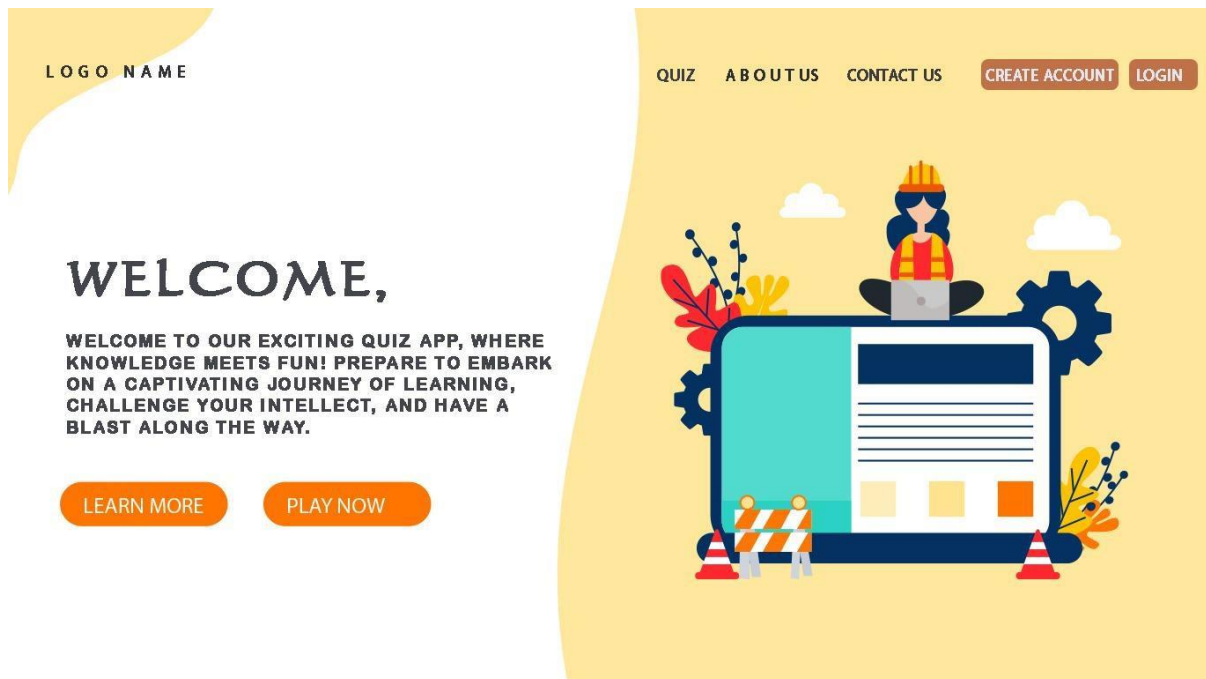 LOGO NAME
QUIZ ABOUT US CONTACT US CREATE ACCOUNT LOGIN
WELCOME,
WELCOME TO OUR EXCITING QUIZ APP, WHERE
KNOWLEDGE MEETS FUN! PREPARE TO EMBARK
ON A CAPTIVATING JOURNEY OF LEARNING,
CHALLENGE YOUR INTELLECT, AND HAVE A
BLAST ALONG THE WAY.
LEARN MORE PLAY NOW